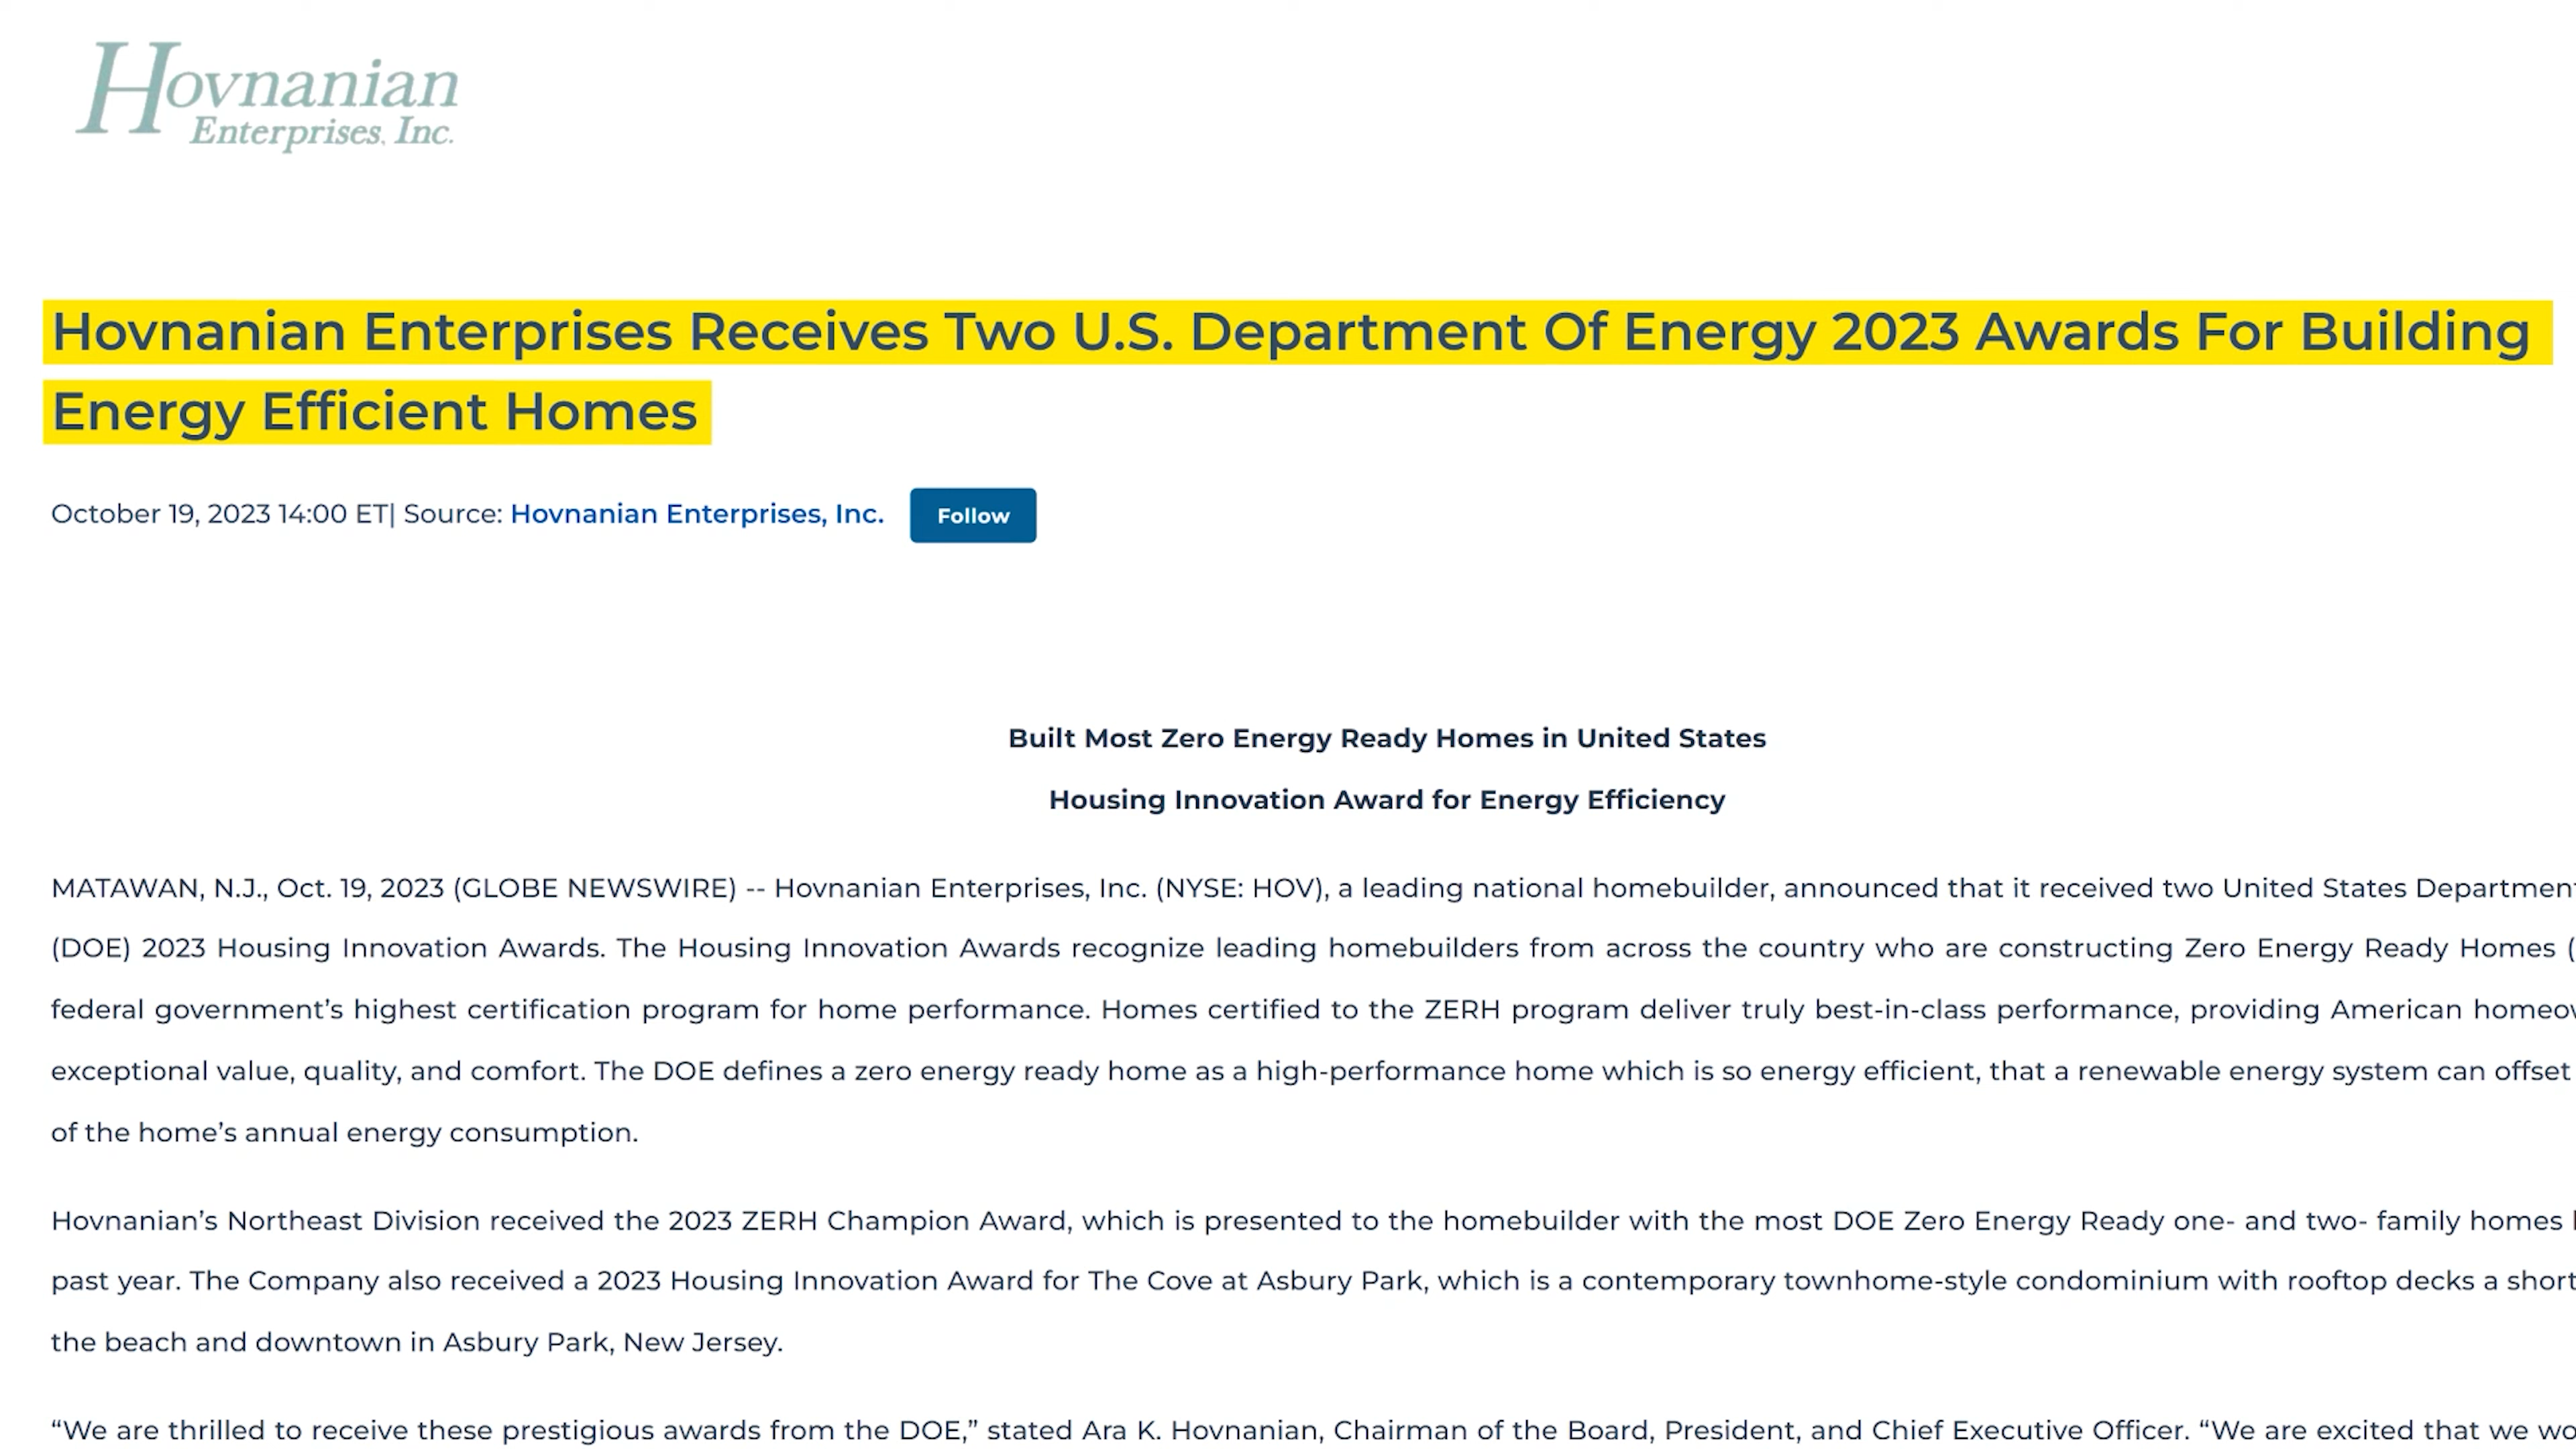 Hovnanian
Enterprises, Inc.
Hovnanian Enterprises Receives Two U.S. Department Of Energy 2023 Awards For Building
Energy Efficient Homes
October 19, 2023 14:00 ET| Source: Hovnanian Enterprises, Inc. Follow
Built Most Zero Energy Ready Homes in United States
Housing Innovation Award for Energy Efficiency
MATAWAN, N.J., Oct. 19, 2023 (GLOBE NEWSWIRE) -- Hovnanian Enterprises, Inc. (NYSE: HOV), a leading national homebuilder, announced that it received two United States Department
(DOE) 2023 Housing Innovation Awards. The Housing Innovation Awards recognize leading homebuilders from across the country who are constructing Zero Energy Ready Homes (
federal government’s highest certification program for home performance. Homes certified to the ZERH program deliver truly best-in-class performance, providing American
exceptional value, quality, and comfort. The DOE defines a zero energy ready home as a high-performance home which is so energy efficient, that a renewable energy system can offset
of the home’s annual energy consumption.
Hovnanian’s Northeast Division received the 2023 ZERH Champion Award, which is presented to the homebuilder with the most DOE Zero Energy Ready one- and two- family homes
past year. The Company also received a 2023 Housing Innovation Award for The Cove at Asbury Park, which is a contemporary townhome-style condominium with rooftop decks a short
the beach and downtown in Asbury Park, New Jersey.
“We are thrilled to receive these prestigious awards from the DOE,” stated Ara K. Hovnanian, Chairman of the Board, President, and Chief Executive Officer. “We are excited that we